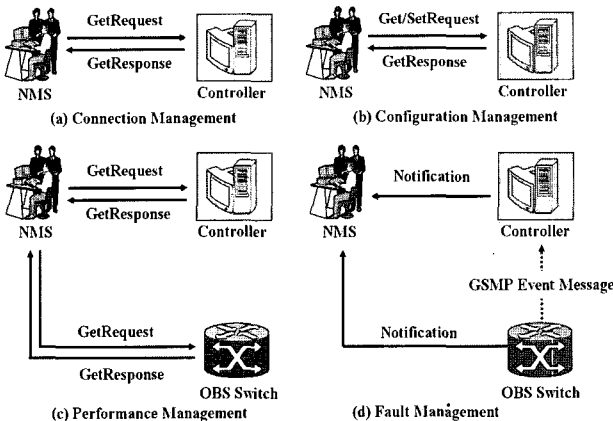 GetRequest
GetResponse
NMS
Controller
(a) Connection Management
Get/SetRequest
GetResponse
NMS
Controller
(b) Configuration Management
GetRequest
GetResponse
NMS
Controller
GetRequest
GetResponse
OBS Switch
(c) Performance Management
Notification
NMS
Controller
GSMP Event Message
Notification
OBS Switch
(d) Fault Management